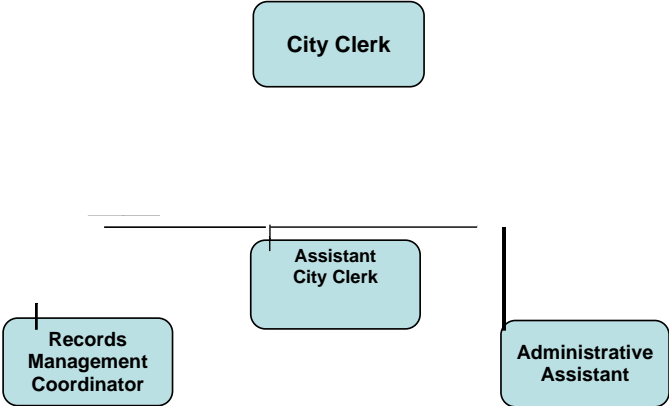 City Clerk
Assistant
City Clerk
Records
Management
Coordinator
Administrative
Assistant